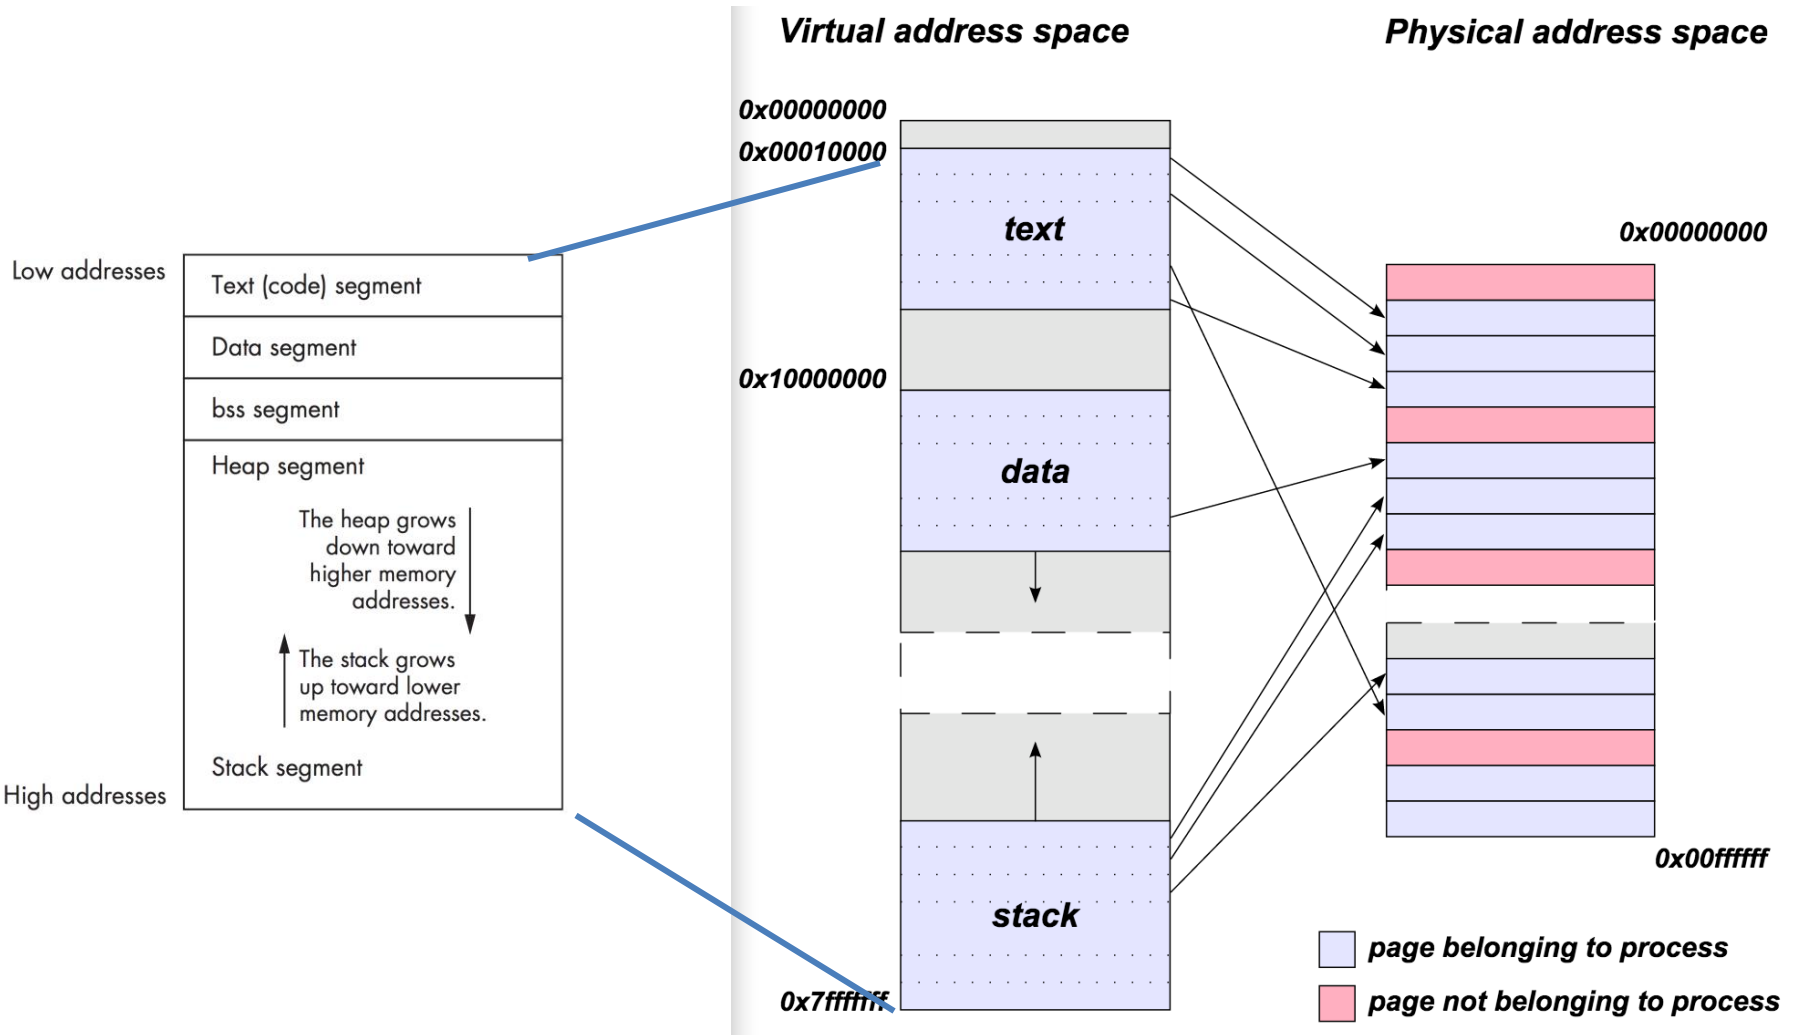 Low addresses
Text (code) segment
Data segment
bss segment
Heap segment
The heap grows
down toward
higher memory
addresses.
The stack grows
up toward lower
memory addresses.
Stack segment
High addresses
Virtual address space
0x00000000
0x00010000
text
0x10000000
data
stack
0x7fffffff
Physical address space
0x00000000
0x00ffffff
page belonging to process
page not belonging to process